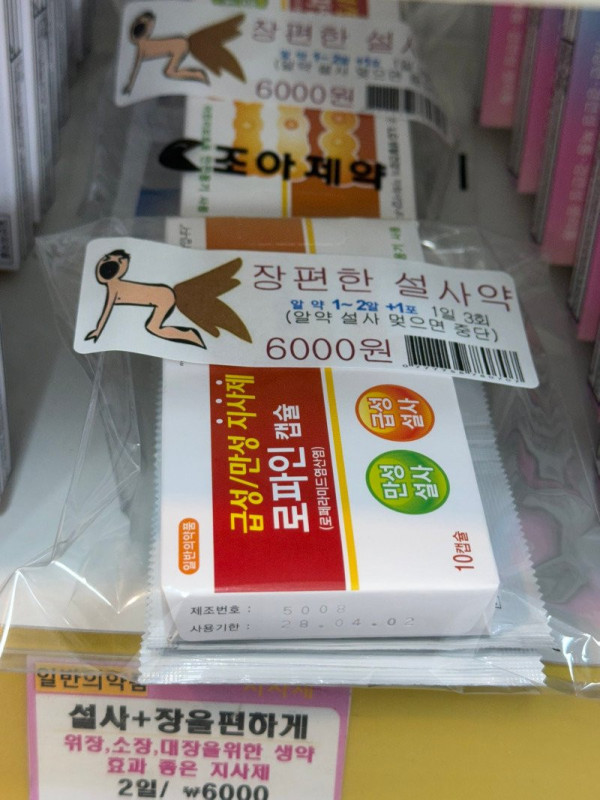 장편한 설사
6000원
조아제약
장편한 설사약
알약 1~2알 +1포 1일 3회
(알약 설사 멎으면 중단)
6000원
급성/만성 지사제
로파인 캡슐
(로페라미드염산염)
일반의약품
급성
설사
만성
설사
10캡슐
제조번호 : 5008
사용기한 : 28.04.02
일반의약품 지사제
설사+장을편하게
위장,소장,대장을위한 생약
효과 좋은 지사제
2일/ ₩6000